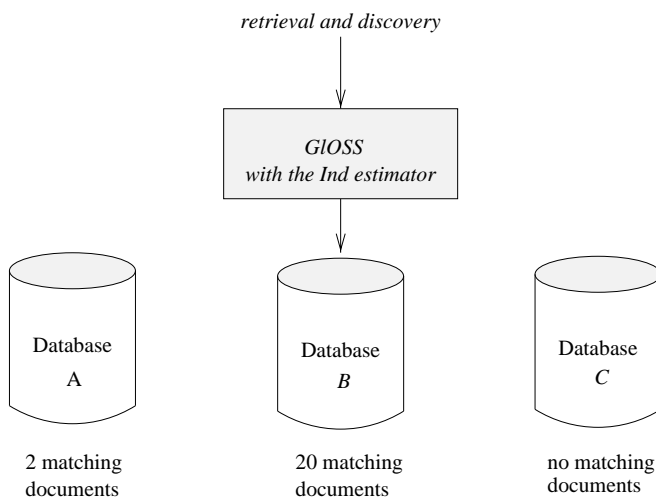 retrieval and discovery
GlOSS
with the Ind estimator
Database
A
Database
B
Database
C
2 matching
documents
20 matching
documents
no matching
documents